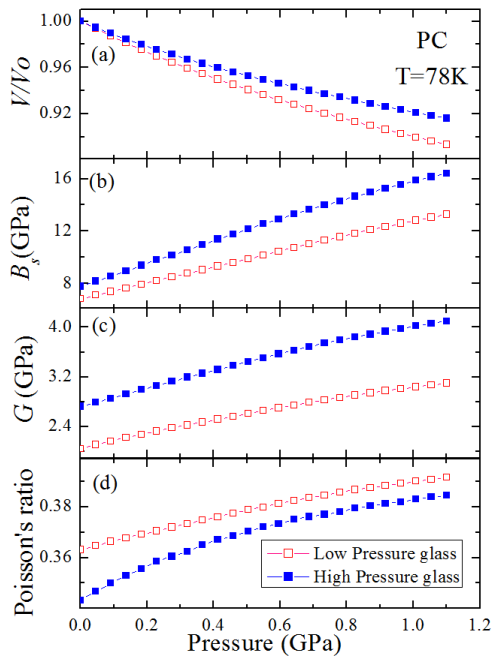 1.00
(a)
PC
V/Vo
0.96
T=78K
0.92
16
(b)
Bs(GPa)
12
8
(c)
4.0
G (GPa)
3.2
2.4
(d)
Poisson's ratio
0.38
0.36
Low Pressure glass
High Pressure glass
0.0 0.2 0.4 0.6 0.8 1.0 1.2
Pressure (GPa)